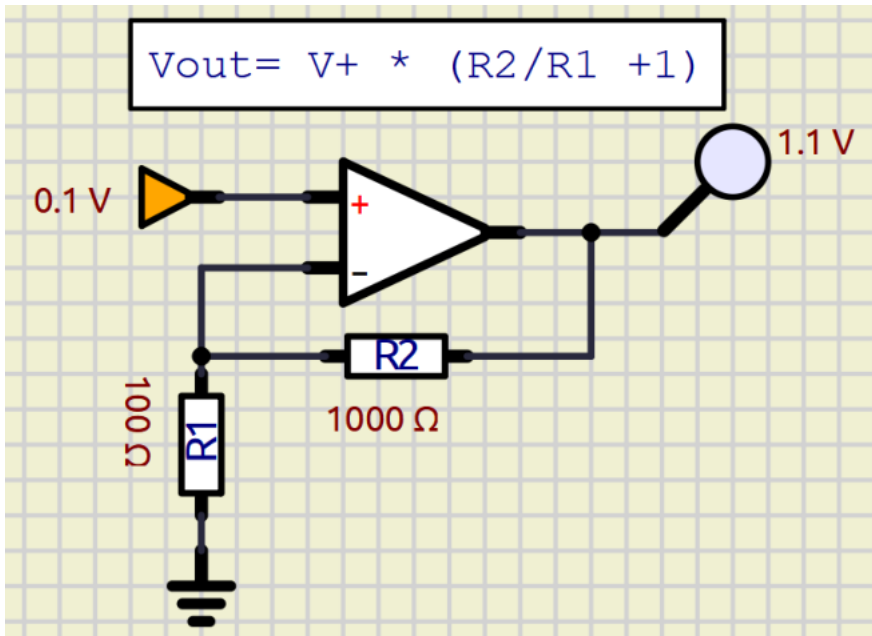 Vout= V+ * (R2/R1 +1)
1.1 V
0.1 V
+
-
R2
1000 Ω
100 Ω
R1